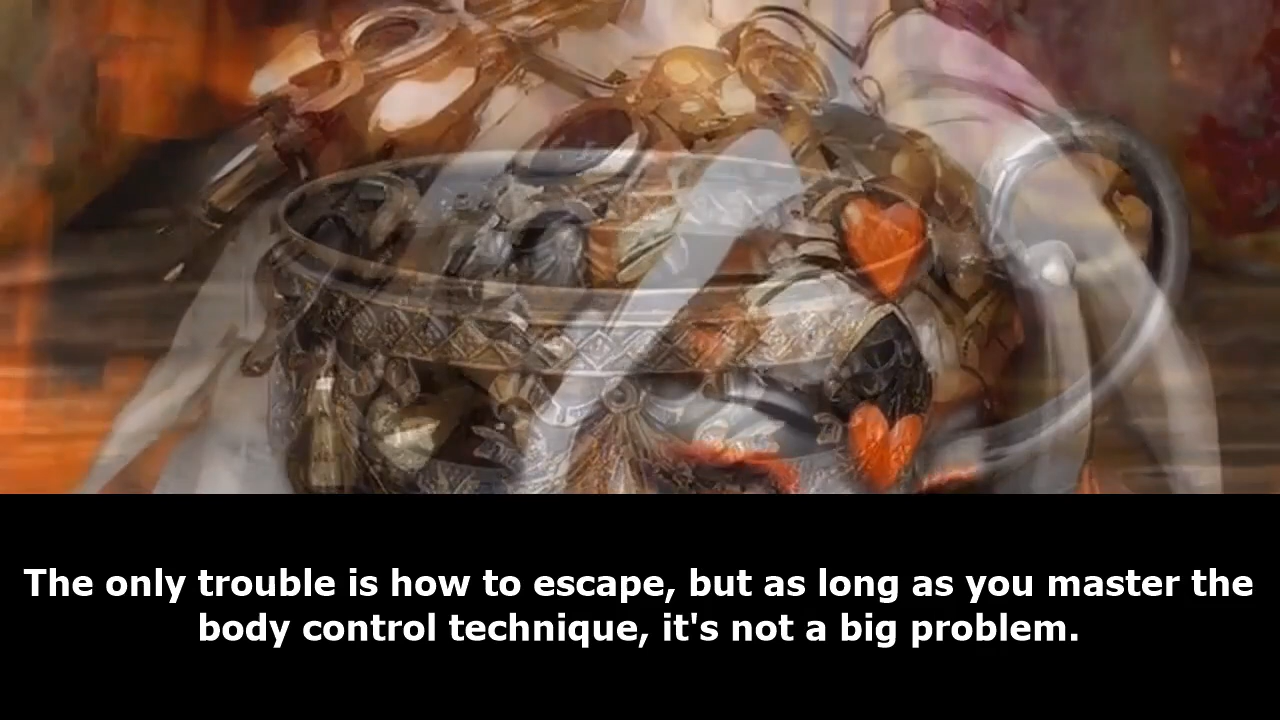 The only trouble is how to escape, but as long as you master the
body control technique, it's not a big problem.